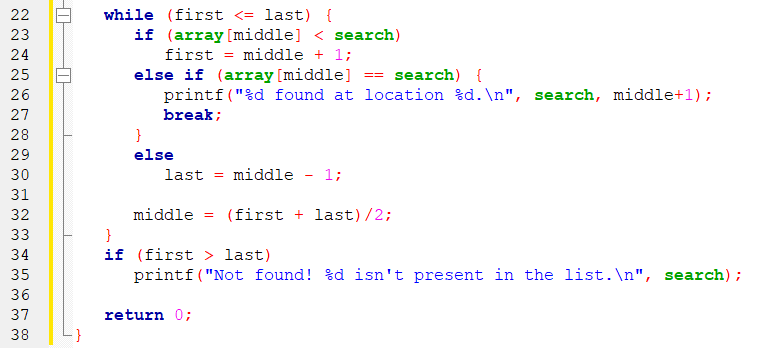 22 while (first <= last) {
23 if (array[middle] < search)
24 first = middle + 1;
25 else if (array[middle] == search) {
26 printf("%d found at location %d.\n", search, middle+1);
27 break;
28 }
29 else
30 last = middle - 1;
31
32 middle = (first + last)/2;
33 }
34 if (first > last)
35 printf("Not found! %d isn't present in the list.\n", search);
36
37 return 0;
38 }